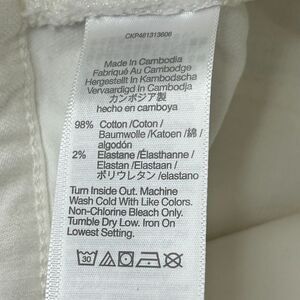 CKP461313606
Made In Cambodia
Fabriqué Au Cambodge
Hergestellt In Kambodscha
Vervaardigd In Cambodja
カンボジア製
hecho en camboya
98% Cotton/Coton/
Baumwolle/Katoen/綿/
algodón
2% Elastane/Élasthanne/
Elastan/Elastaan/
ポリウレタン/elastano
Turn Inside Out. Machine
Wash Cold With Like Colors.
Non-Chlorine Bleach Only.
Tumble Dry Low. Iron On
Lowest Setting.
30